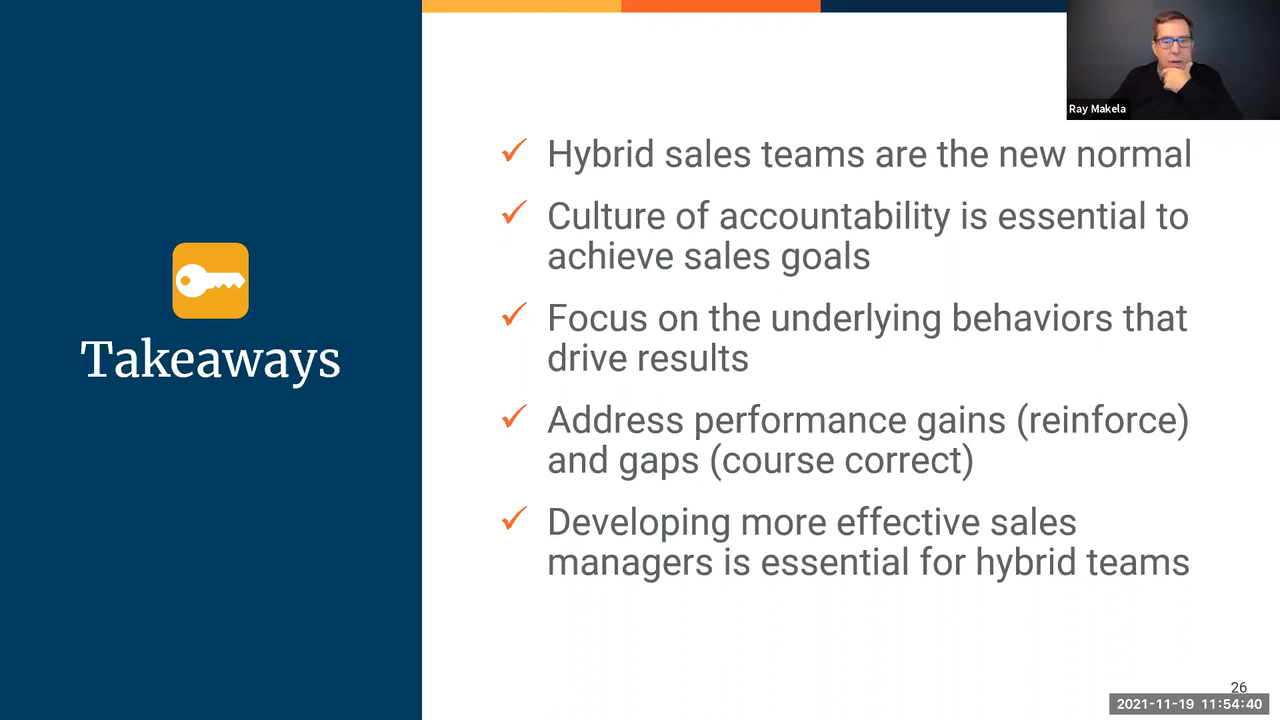 Ray Makela
Takeaways
Hybrid sales teams are the new normal
Culture of accountability is essential to
achieve sales goals
Focus on the underlying behaviors that
drive results
Address performance gains (reinforce)
and gaps (course correct)
Developing more effective sales
managers is essential for hybrid teams
26
2021-11-19 11:54:40